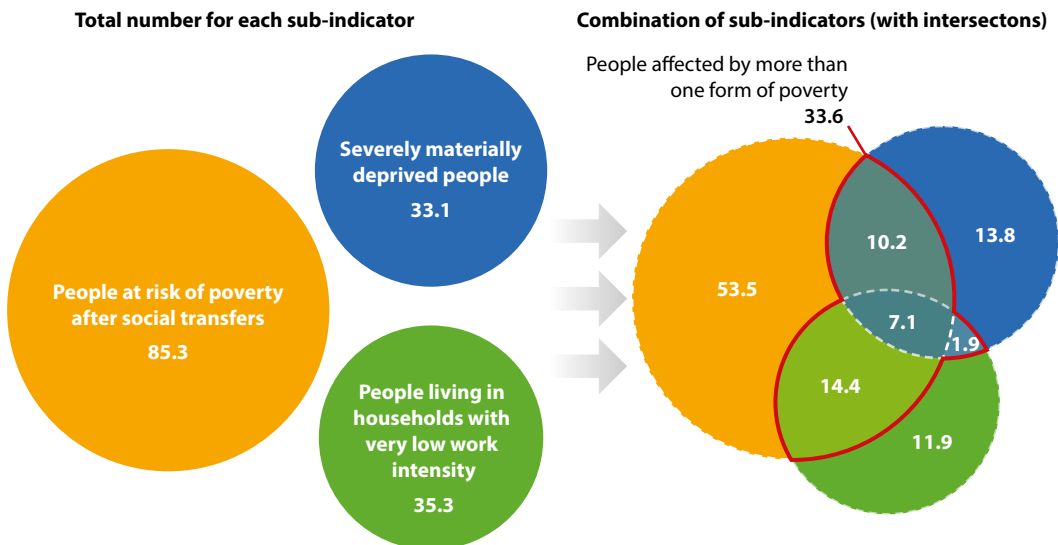 Total number for each sub-indicator
Severely materially
deprived people
33.1
People at risk of poverty
after social transfers
85.3
People living in
households with
very low work
intensity
35.3
Combination of sub-indicators (with intersectons)
People affected by more than
one form of poverty
33.6
10.2
13.8
53.5
7.1
1.9
14.4
11.9